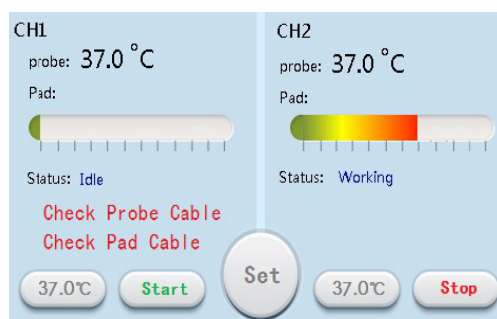 CH1
probe: 37.0 °C
Pad:
Status: Idle
Check Probe Cable
Check Pad Cable
37.0℃
Start
Set
CH2
probe: 37.0 °C
Pad:
Status: Working
37.0℃
Stop